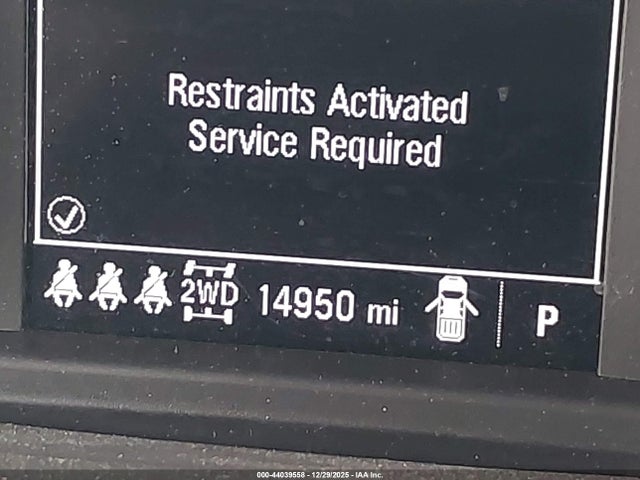 Restraints Activated
Service Required
2WD 14950 mi P
000-44039558 - 12/29/2025 - IAA Inc.